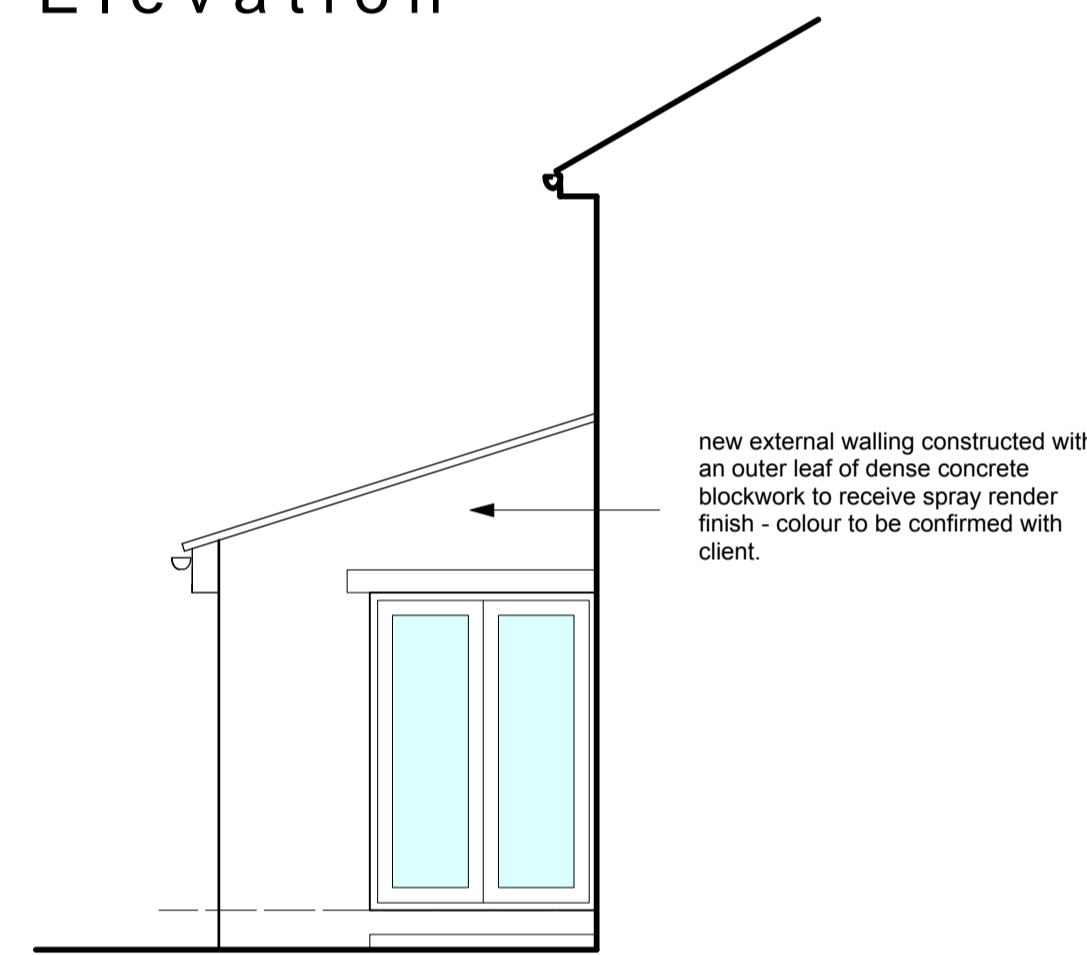 Elevation
new external walling constructed with
an outer leaf of dense concrete
blockwork to receive spray render
finish - colour to be confirmed with
client.